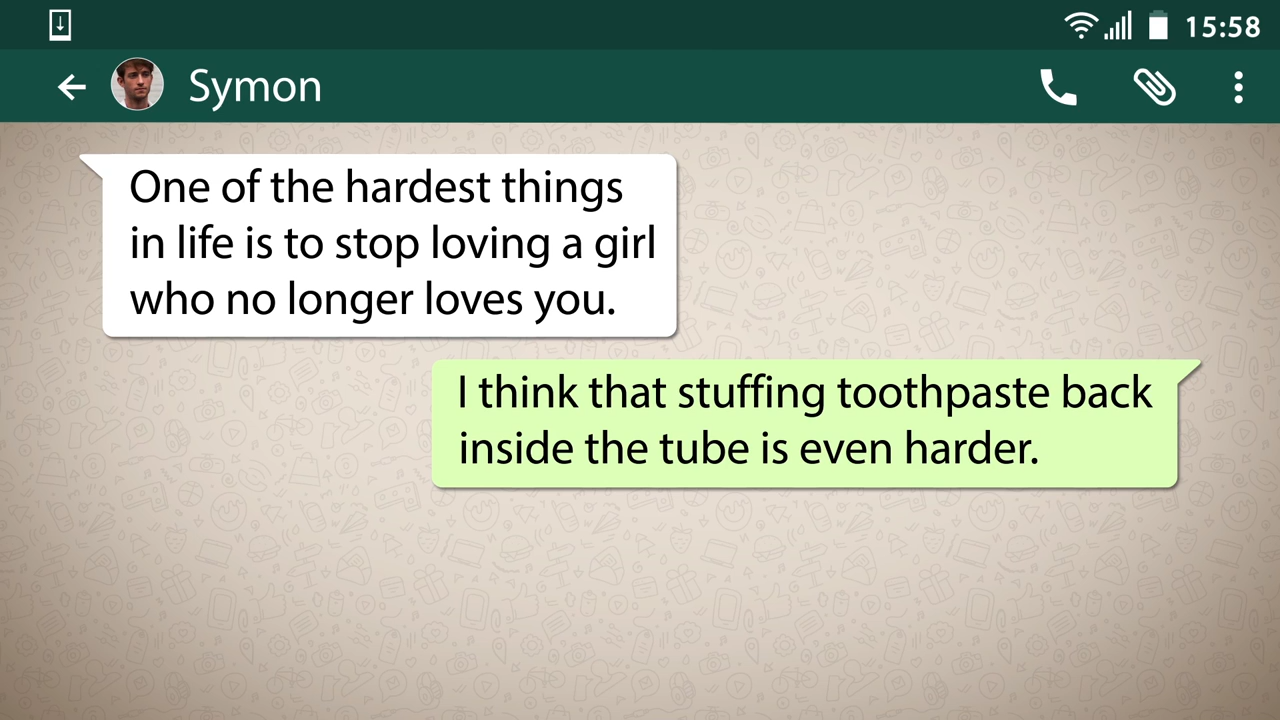 15:58
Symon
One of the hardest things
in life is to stop loving a girl
who no longer loves you.
I think that stuffing toothpaste back
inside the tube is even harder.